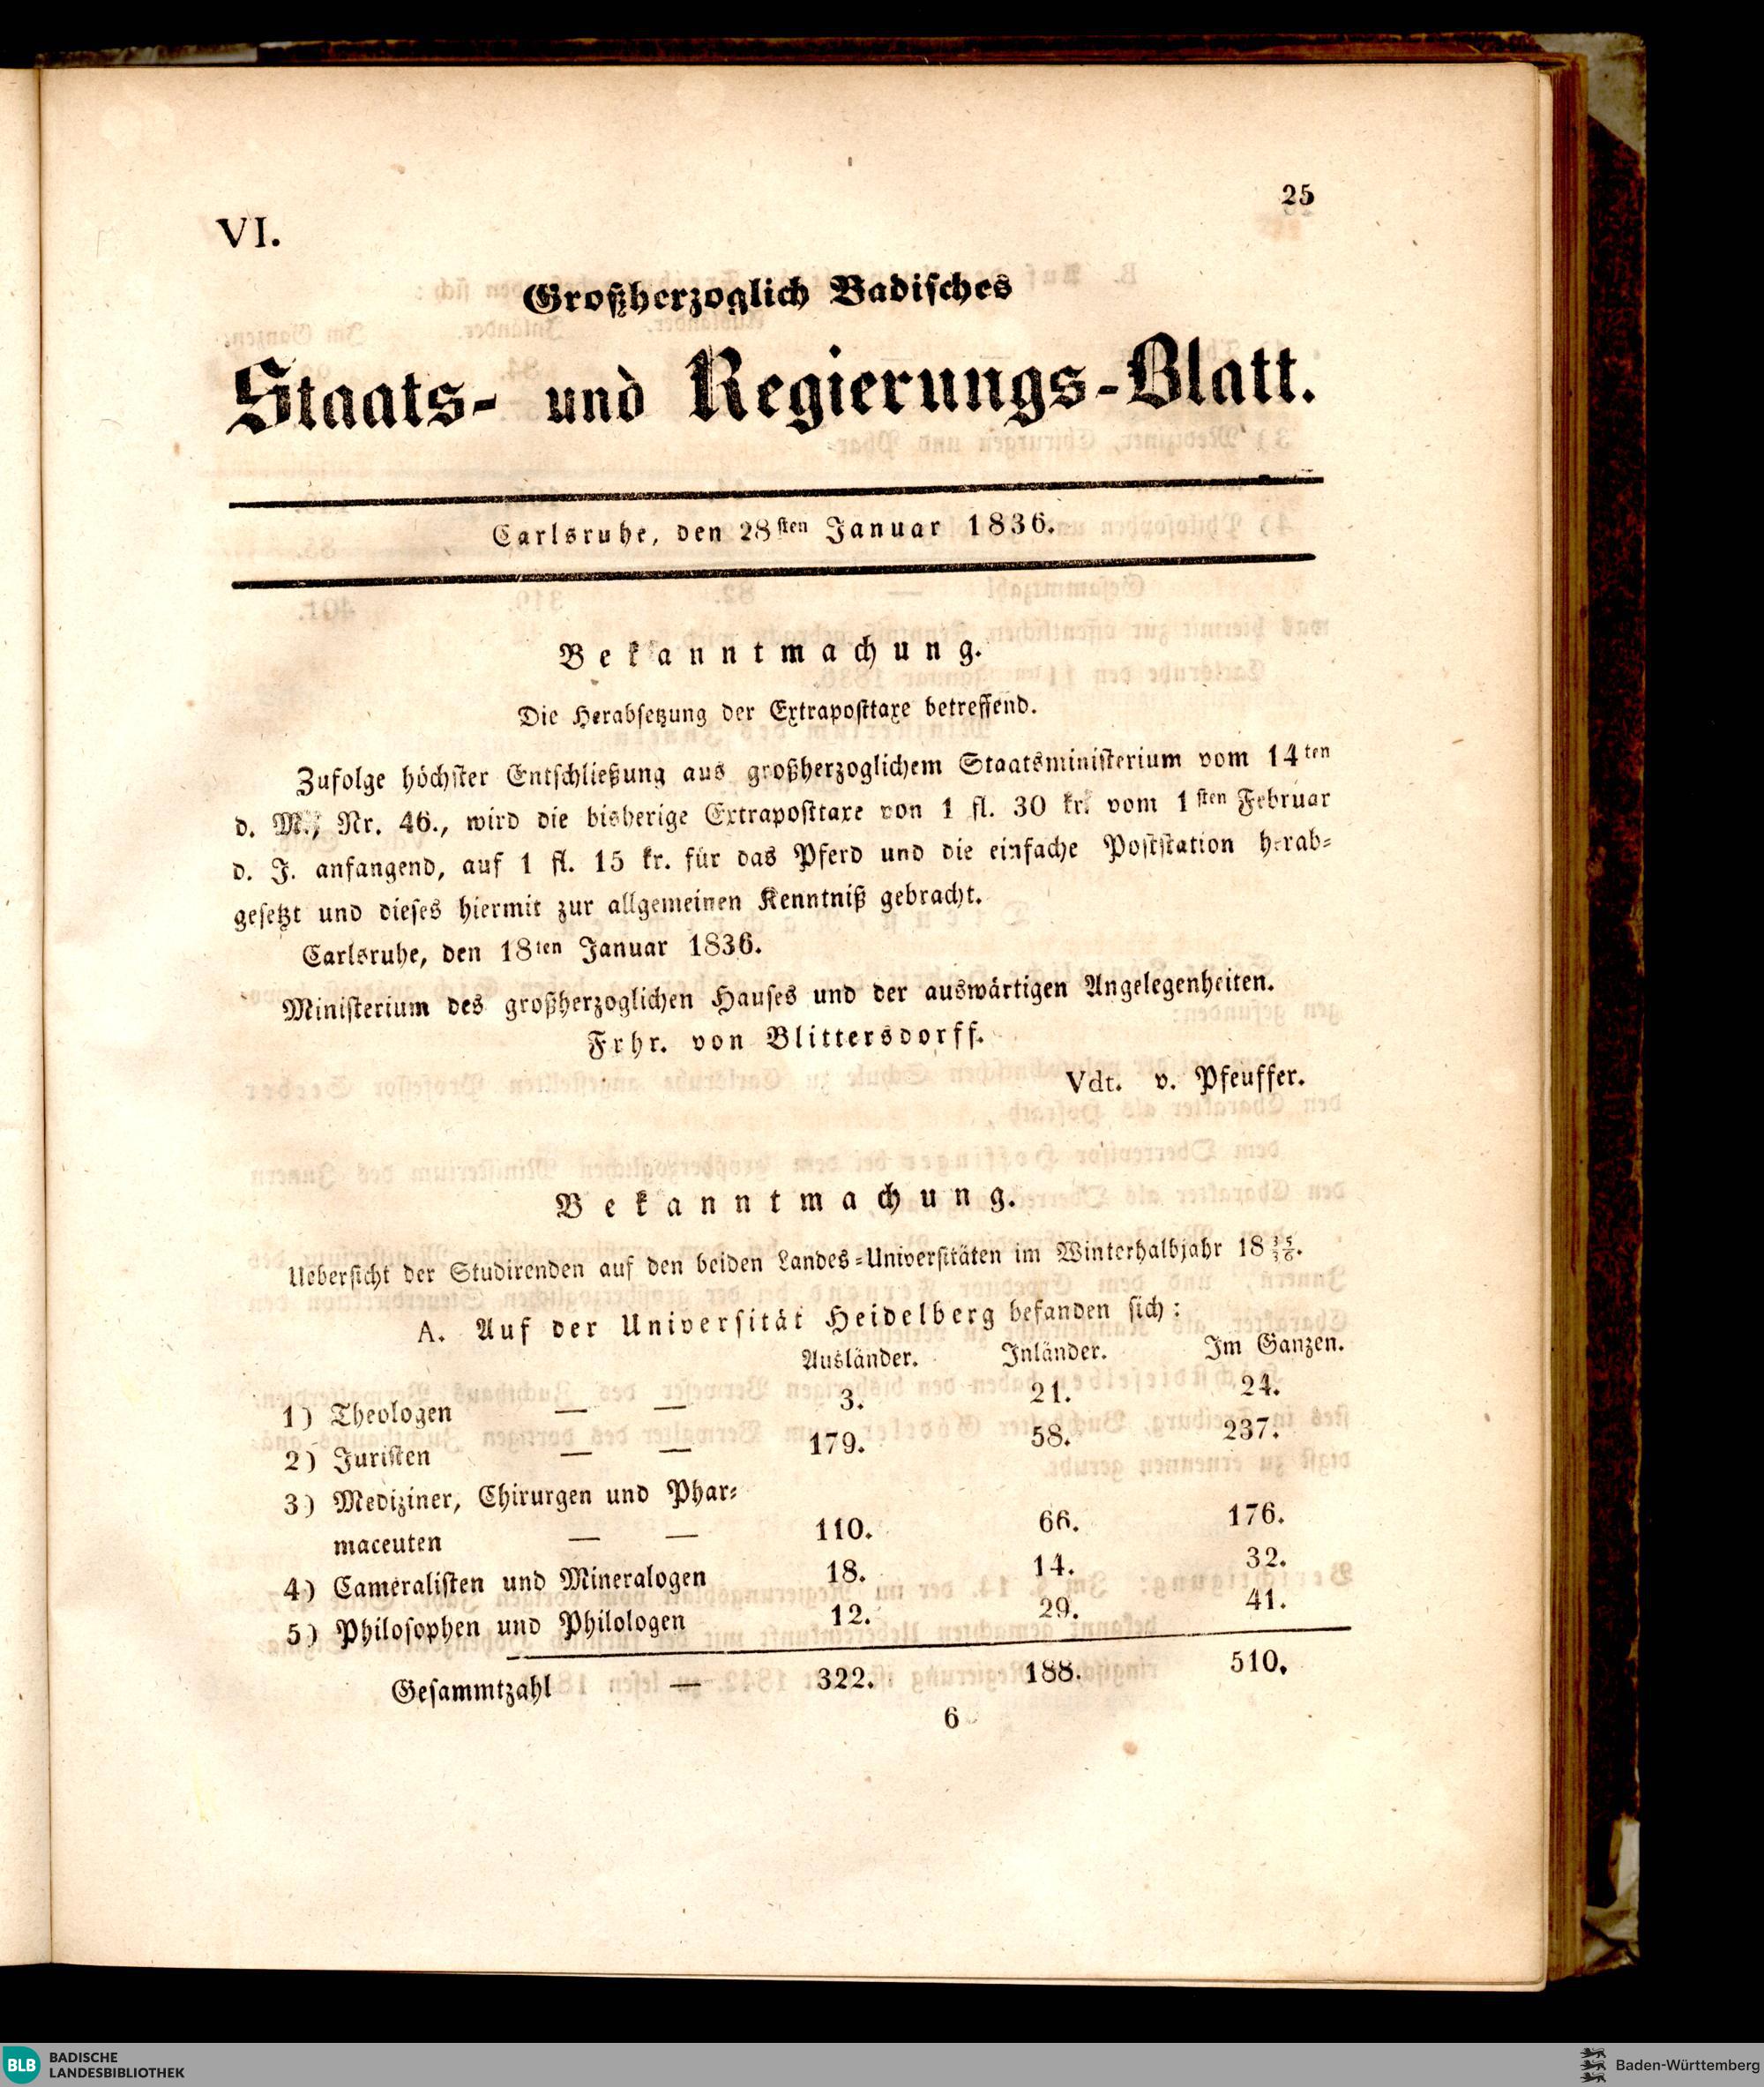 25
VI.
Großherzoglich Badisches
Staats- und Regierungs-Blatt.
Carlsruhe, den 28sten Januar 1836.
Bekanntmachung.
Die Herabsetzung der Extraposttaxe betreffend.
Zufolge höchster Entschließung aus großherzoglichem Staatsministerium vom 14ten
d. M., Nr. 46., wird die bisherige Extraposttaxe von 1 fl. 30 kr. vom 1sten Februar
d. J. anfangend, auf 1 fl. 15 kr. für das Pferd und die einfache Poststation herab-
gesetzt und dieses hiermit zur allgemeinen Kenntniß gebracht.
Carlsruhe, den 18ten Januar 1836.
Ministerium des großherzoglichen Hauses und der auswärtigen Angelegenheiten.
Frhr. von Blittersdorff.
Vdt. v. Pfeuffer.
Bekanntmachung.
Uebersicht der Studirenden auf den beiden Landes-Universitäten im Winterhalbjahr 18 35/36.
A. Auf der Universität Heidelberg befanden sich:
Ausländer. Inländer. Im Ganzen.
1) Theologen — — 3. 21. 24.
2) Juristen — — 179. 58. 237.
3) Mediziner, Chirurgen und Phar-
maceuten — — 110. 66. 176.
4) Cameralisten und Mineralogen 18. 14. 32.
5) Philosophen und Philologen 12. 29. 41.
Gesammtzahl — 322. 188. 510.
6
BLB BADISCHE
LANDESBIBLIOTHEK
Baden-Württemberg